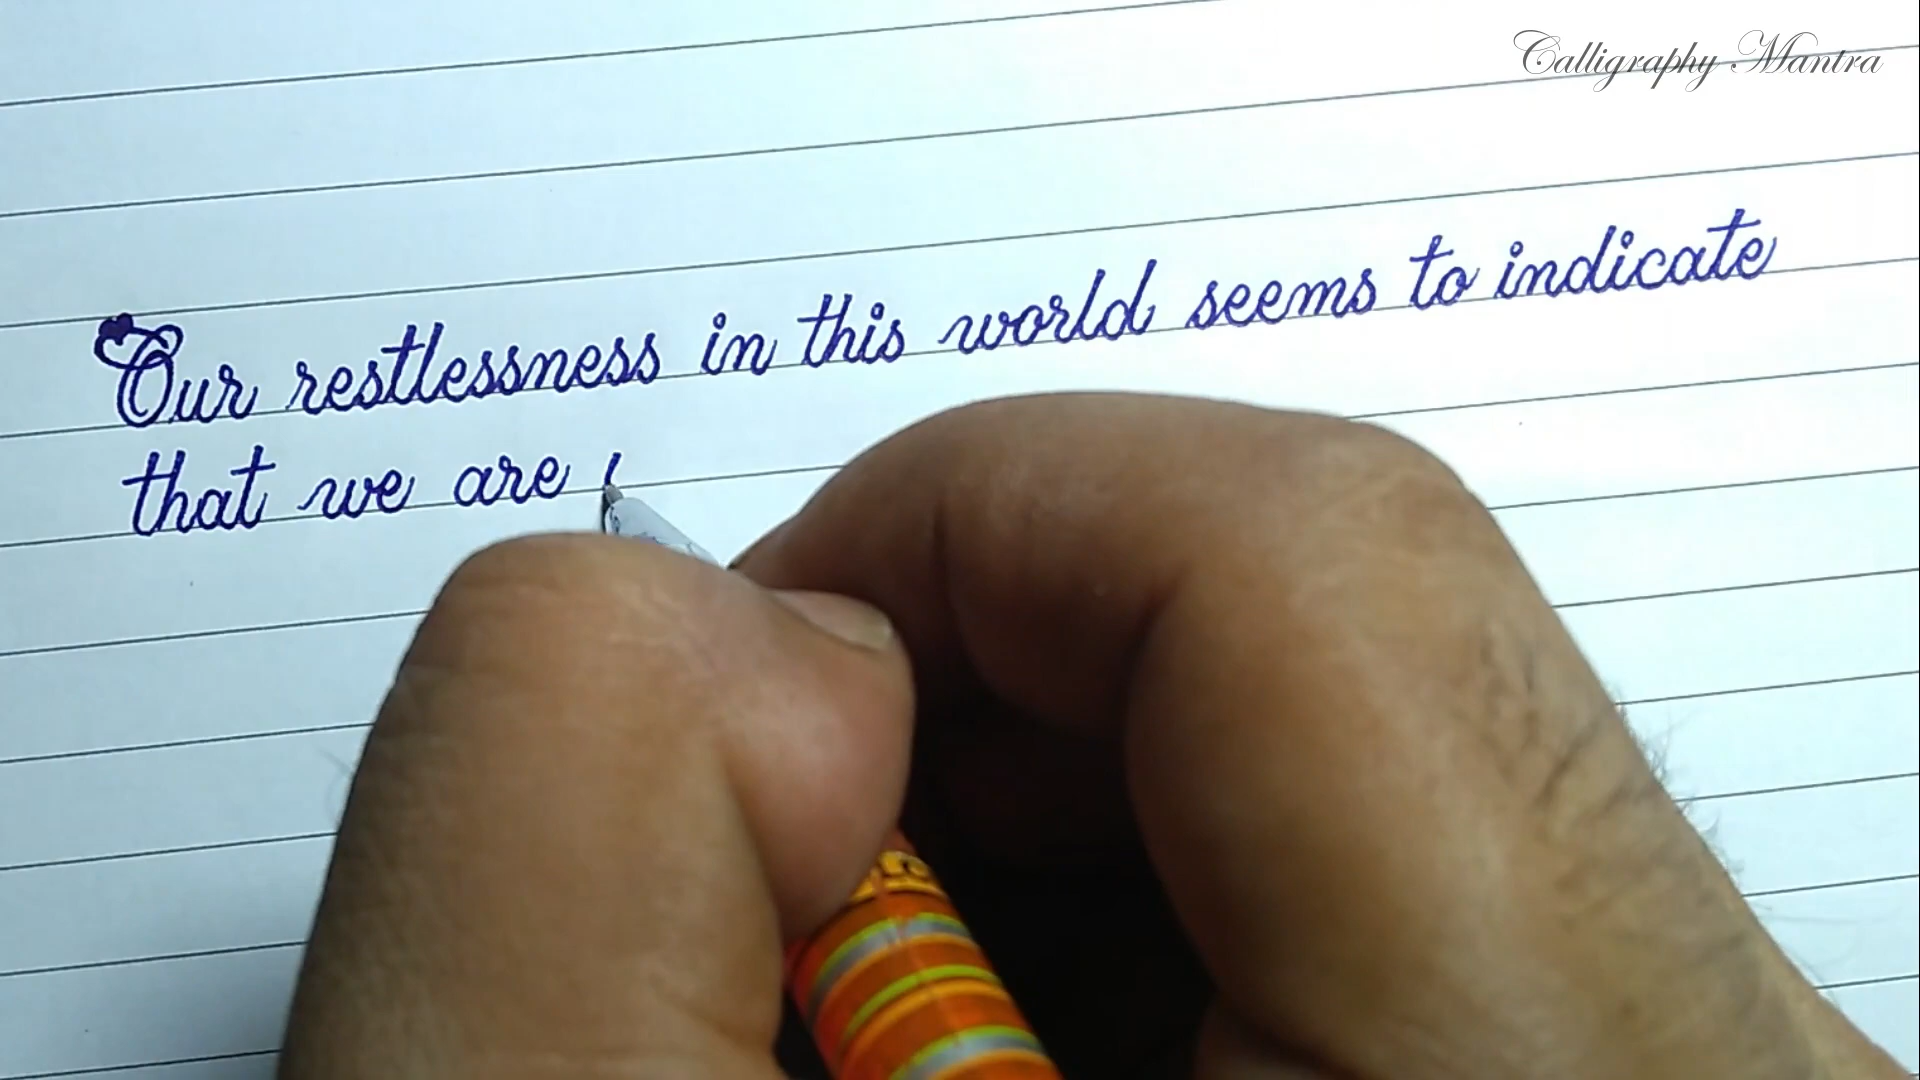 Calligraphy Mantra
Our restlessness in this world seems to indicate
that we are